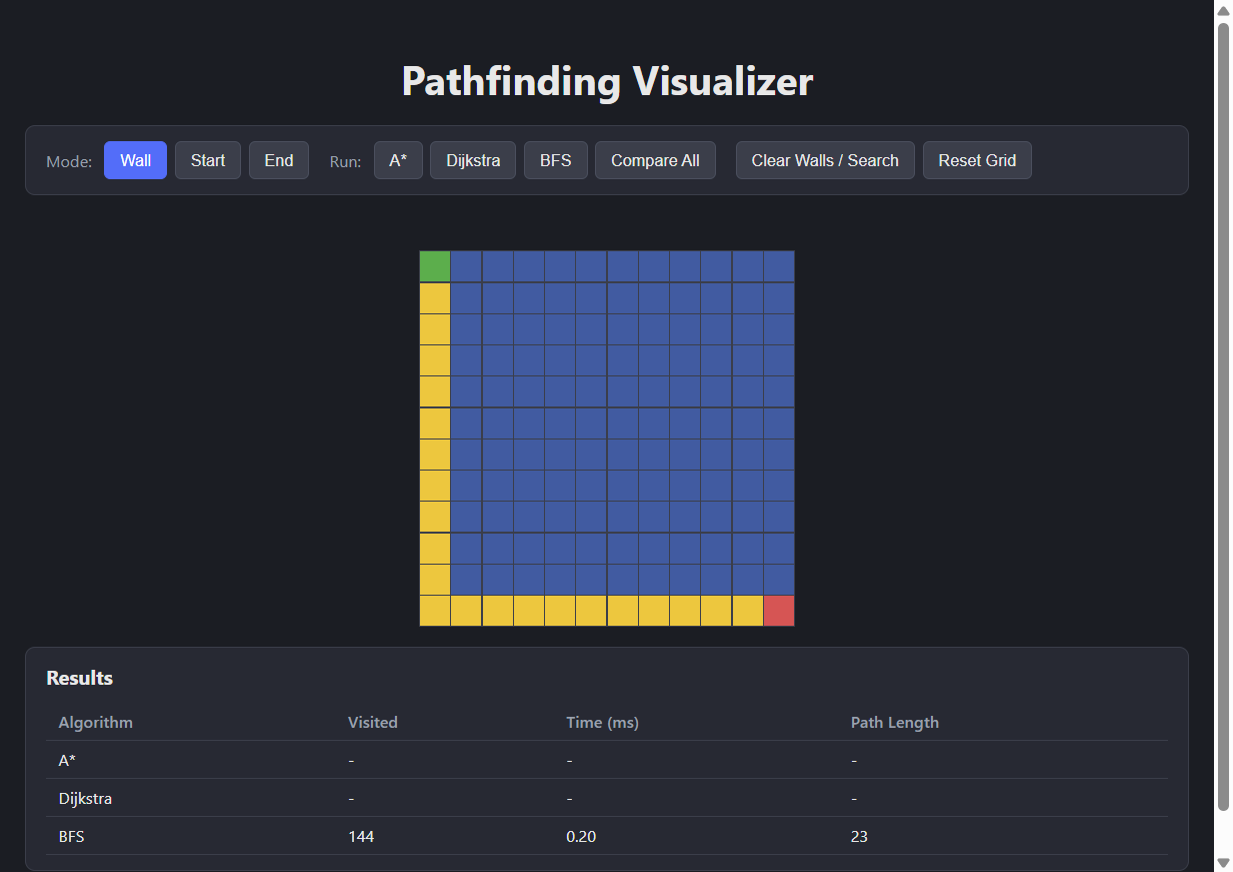 Pathfinding Visualizer
Mode: Wall Start End Run: A* Dijkstra BFS Compare All Clear Walls / Search Reset Grid
Results
Algorithm Visited Time (ms) Path Length
A* - - -
Dijkstra - - -
BFS 144 0.20 23